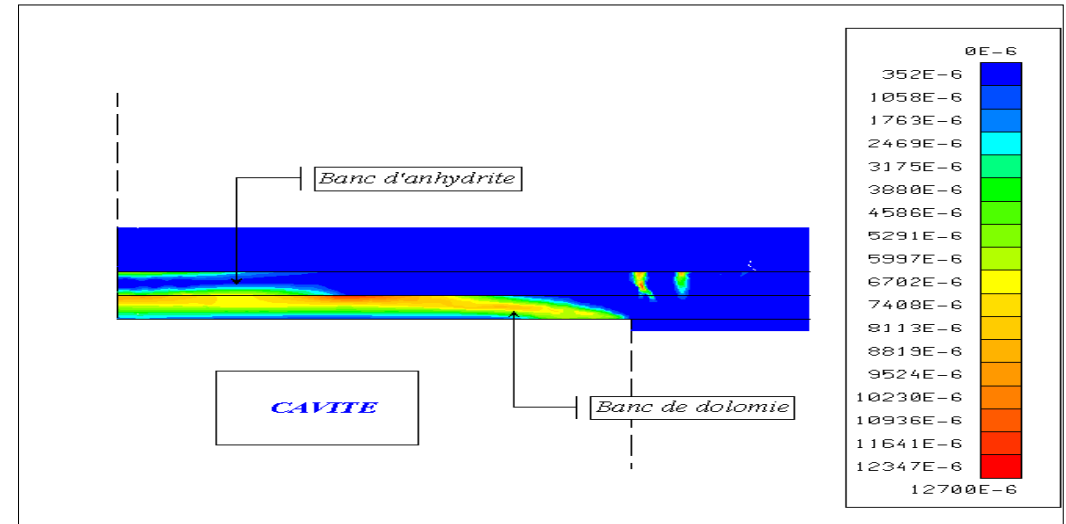 Banc d'anhydrite
CAVITE
Banc de dolomie
0E-6
352E-6
1058E-6
1763E-6
2469E-6
3175E-6
3880E-6
4586E-6
5291E-6
5997E-6
6702E-6
7408E-6
8113E-6
8819E-6
9524E-6
10230E-6
10936E-6
11641E-6
12347E-6
12700E-6